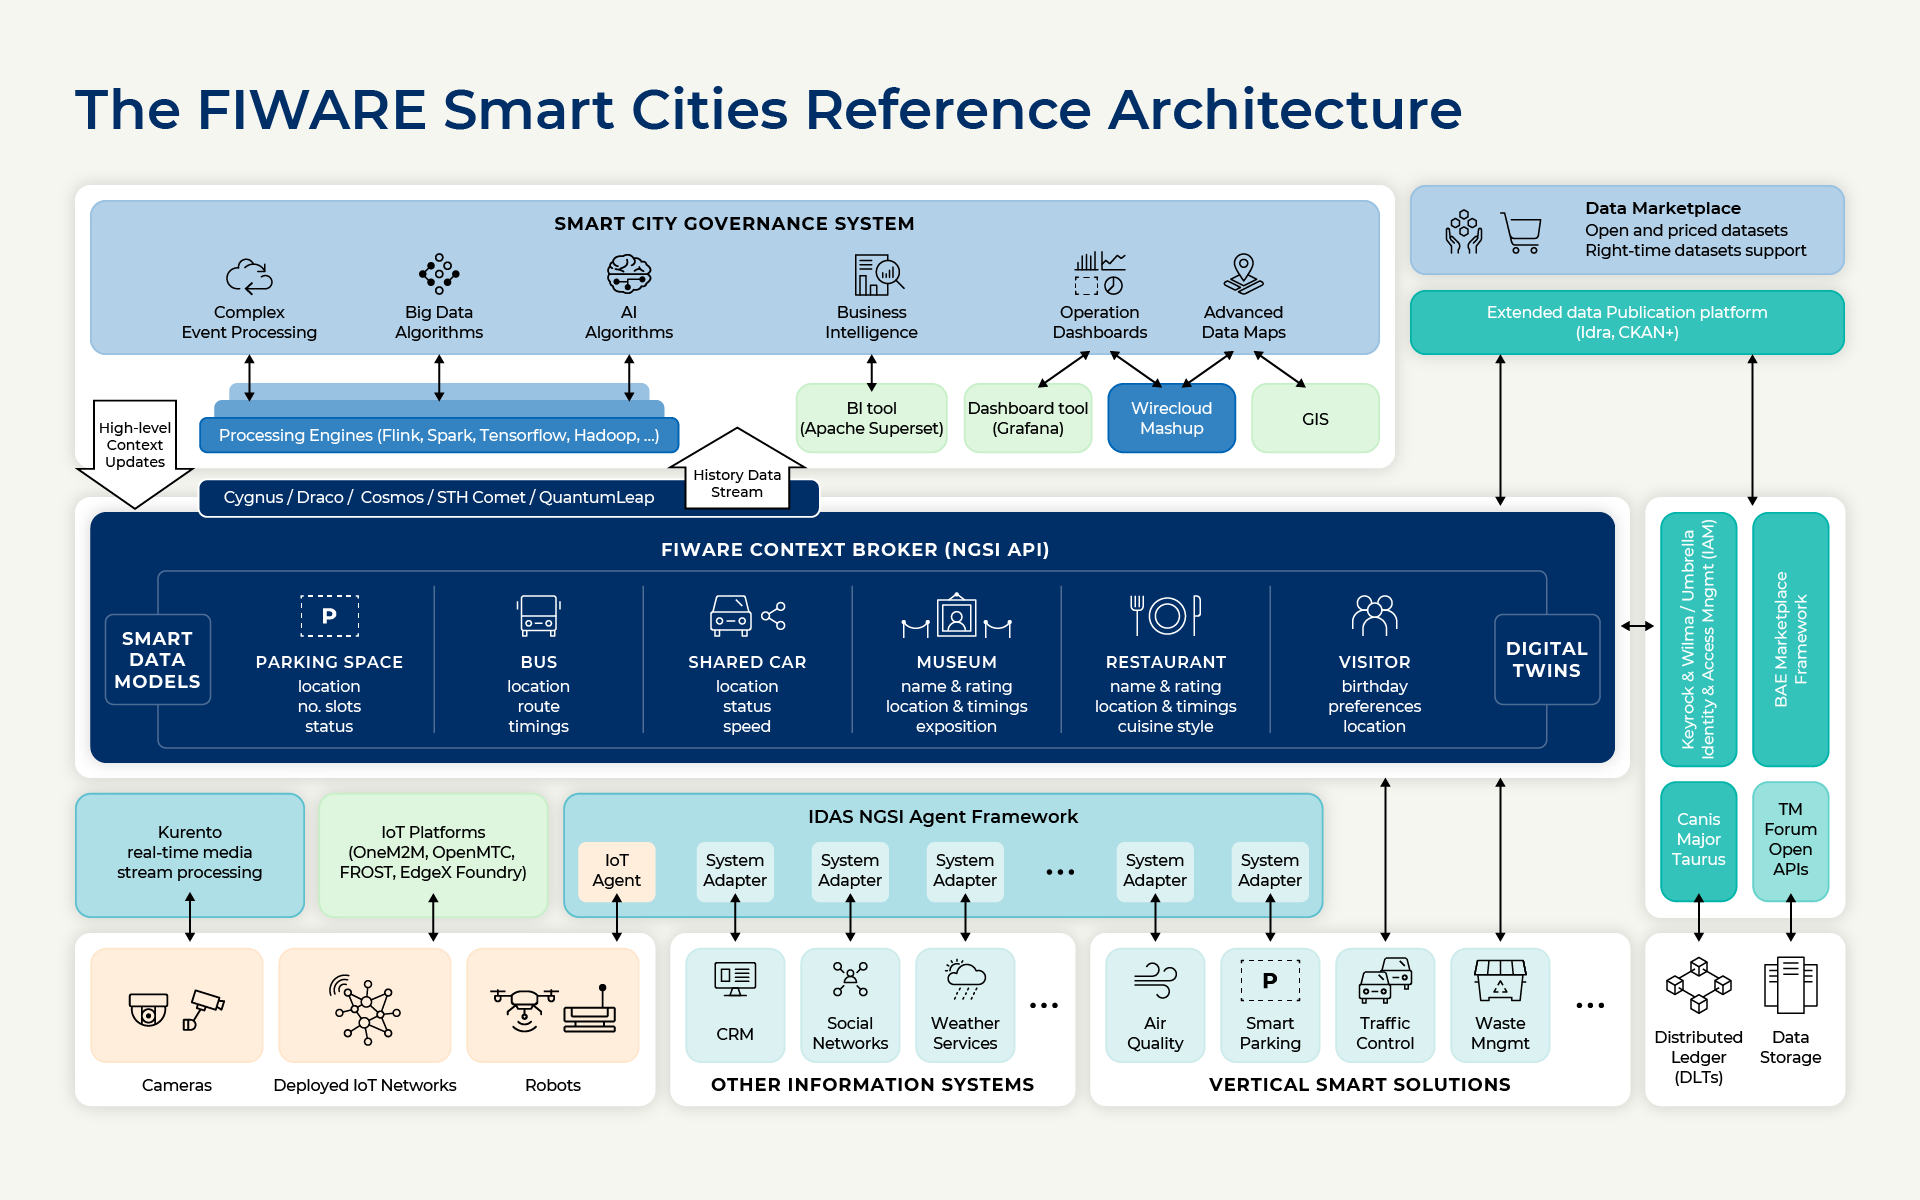 The FIWARE Smart Cities Reference Architecture
SMART CITY GOVERNANCE SYSTEM
Complex
Event Processing
Big Data
Algorithms
AI
Algorithms
Business
Intelligence
Operation
Dashboards
Advanced
Data Maps
Data Marketplace
Open and priced datasets
Right-time datasets support
Extended data Publication platform
(Idra, CKAN+)
High-level
Context
Updates
Processing Engines (Flink, Spark, Tensorflow, Hadoop, ...)
BI tool
(Apache Superset)
Dashboard tool
(Grafana)
Wirecloud
Mashup
GIS
History Data
Stream
Cygnus / Draco / Cosmos / STH Comet / QuantumLeap
FIWARE CONTEXT BROKER (NGSI API)
SMART
DATA
MODELS
P
PARKING SPACE
location
no. slots
status
BUS
location
route
timings
SHARED CAR
location
status
speed
MUSEUM
name & rating
location & timings
exposition
RESTAURANT
name & rating
location & timings
cuisine style
VISITOR
birthday
preferences
location
DIGITAL
TWINS
Keyrock & Wilma / Umbrella
Identity & Access Mngmt (IAM)
BAE Marketplace
Framework
Canis
Major
Taurus
TM
Forum
Open
APIs
Kurento
real-time media
stream processing
IoT Platforms
(OneM2M, OpenMTC,
FROST, EdgeX Foundry)
IDAS NGSI Agent Framework
IoT
Agent
System
Adapter
System
Adapter
System
Adapter
...
System
Adapter
System
Adapter
Cameras
Deployed IoT Networks
Robots
CRM
Social
Networks
Weather
Services
...
OTHER INFORMATION SYSTEMS
Air
Quality
P
Smart
Parking
Traffic
Control
Waste
Mngmt
...
VERTICAL SMART SOLUTIONS
Distributed
Ledger
(DLTs)
Data
Storage